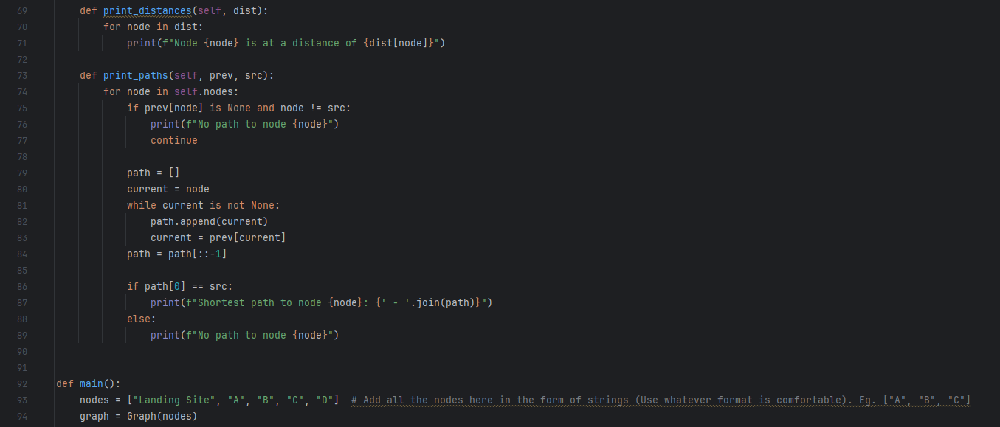 69 def print_distances(self, dist):
70 for node in dist:
71 print(f"Node {node} is at a distance of {dist[node]}")
72
73 def print_paths(self, prev, src):
74 for node in self.nodes:
75 if prev[node] is None and node != src:
76 print(f"No path to node {node}")
77 continue
78
79 path = []
80 current = node
81 while current is not None:
82 path.append(current)
83 current = prev[current]
84 path = path[::-1]
85
86 if path[0] == src:
87 print(f"Shortest path to node {node}: {' - '.join(path)}")
88 else:
89 print(f"No path to node {node}")
90
91
92 def main():
93 nodes = ["Landing Site", "A", "B", "C", "D"]  # Add all the nodes here in the form of strings (Use whatever format is comfortable). Eg. ["A", "B", "C"]
94 graph = Graph(nodes)